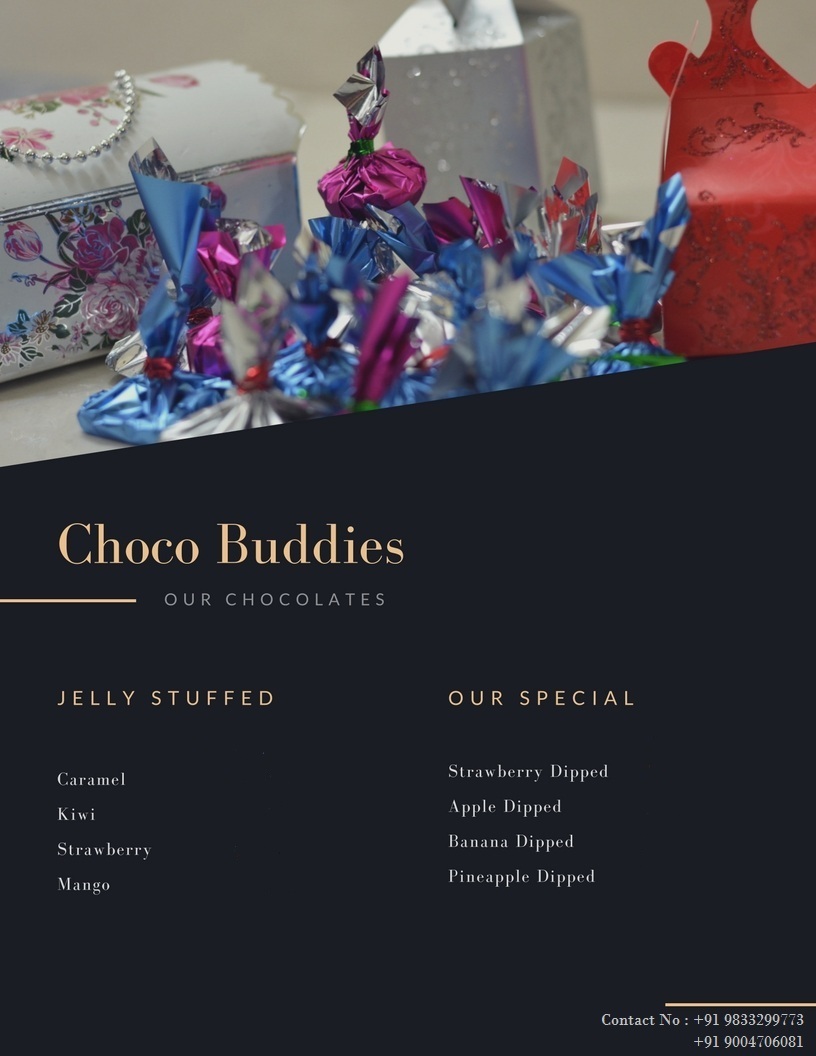 Choco Buddies
OUR CHOCOLATES
JELLY STUFFED
Caramel
Kiwi
Strawberry
Mango
OUR SPECIAL
Strawberry Dipped
Apple Dipped
Banana Dipped
Pineapple Dipped
Contact No : +91 9833299773
+91 9004706081